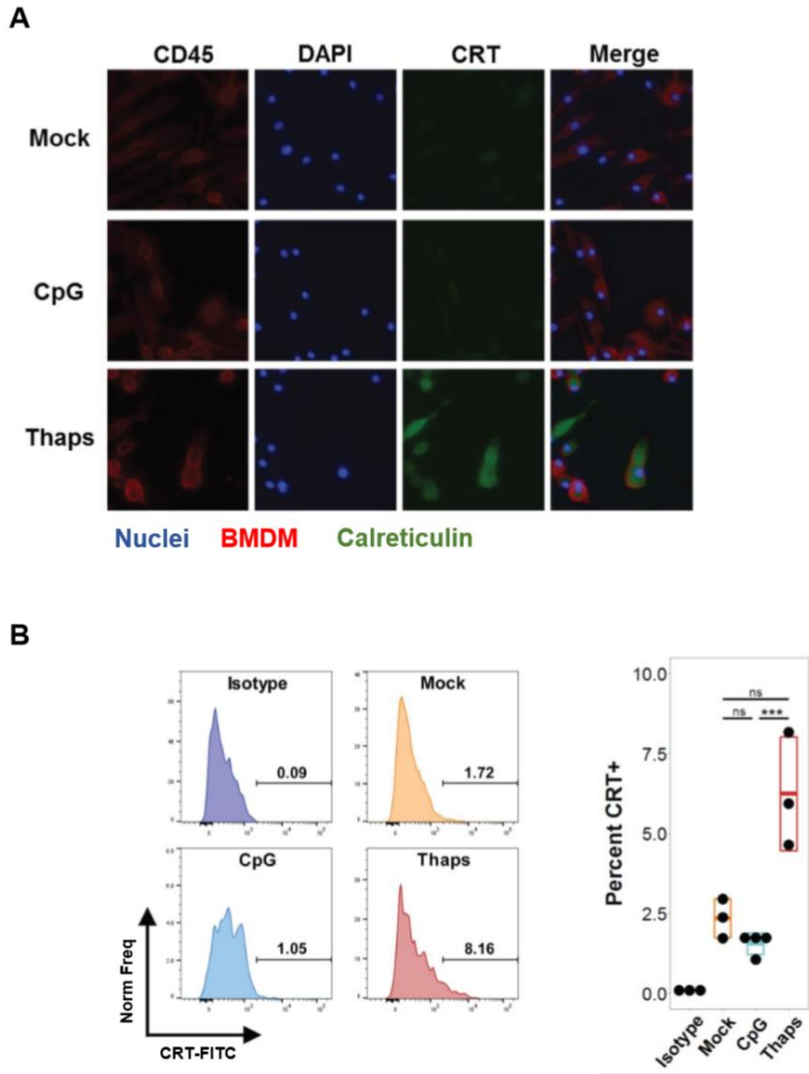 A
CD45 DAPI CRT Merge
Mock
CpG
Thaps
Nuclei BMDM Calreticulin
B
Isotype
0.09
Mock
1.72
CpG
1.05
Thaps
8.16
Norm Freq
CRT-FITC
Percent CRT+
10.0
7.5
5.0
2.5
0.0
ns
ns ***
Isotype
Mock
CpG
Thaps